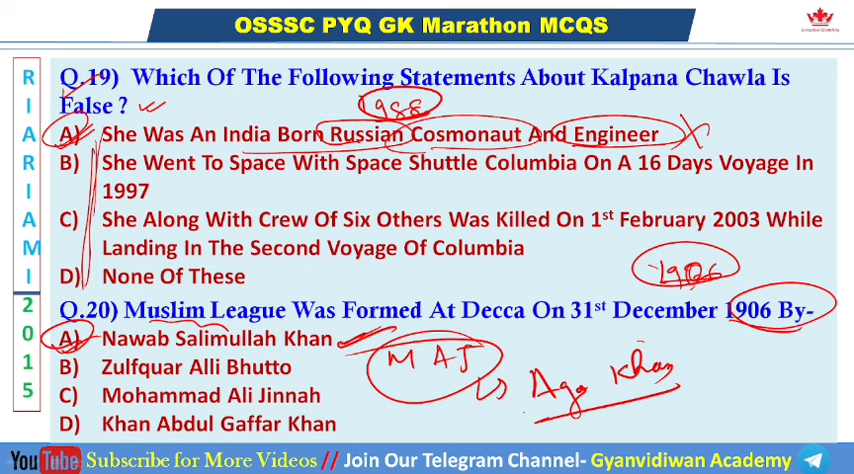 OSSSC PYQ GK Marathon MCQS
GYANVIDIWAN
R
I
A
R
I
A
M
I
2
0
1
5
Q.19) Which Of The Following Statements About Kalpana Chawla Is
False ?
1988
A) She Was An India Born Russian Cosmonaut And Engineer
B) She Went To Space With Space Shuttle Columbia On A 16 Days Voyage In
1997
C) She Along With Crew Of Six Others Was Killed On 1st February 2003 While
Landing In The Second Voyage Of Columbia
D) None Of These
1906
Q.20) Muslim League Was Formed At Decca On 31st December 1906 By-
A) Nawab Salimullah Khan
B) Zulfquar Alli Bhutto
C) Mohammad Ali Jinnah
D) Khan Abdul Gaffar Khan
M A J
Aga Khan
YouTube Subscribe for More Videos // Join Our Telegram Channel- Gyanvidiwan Academy